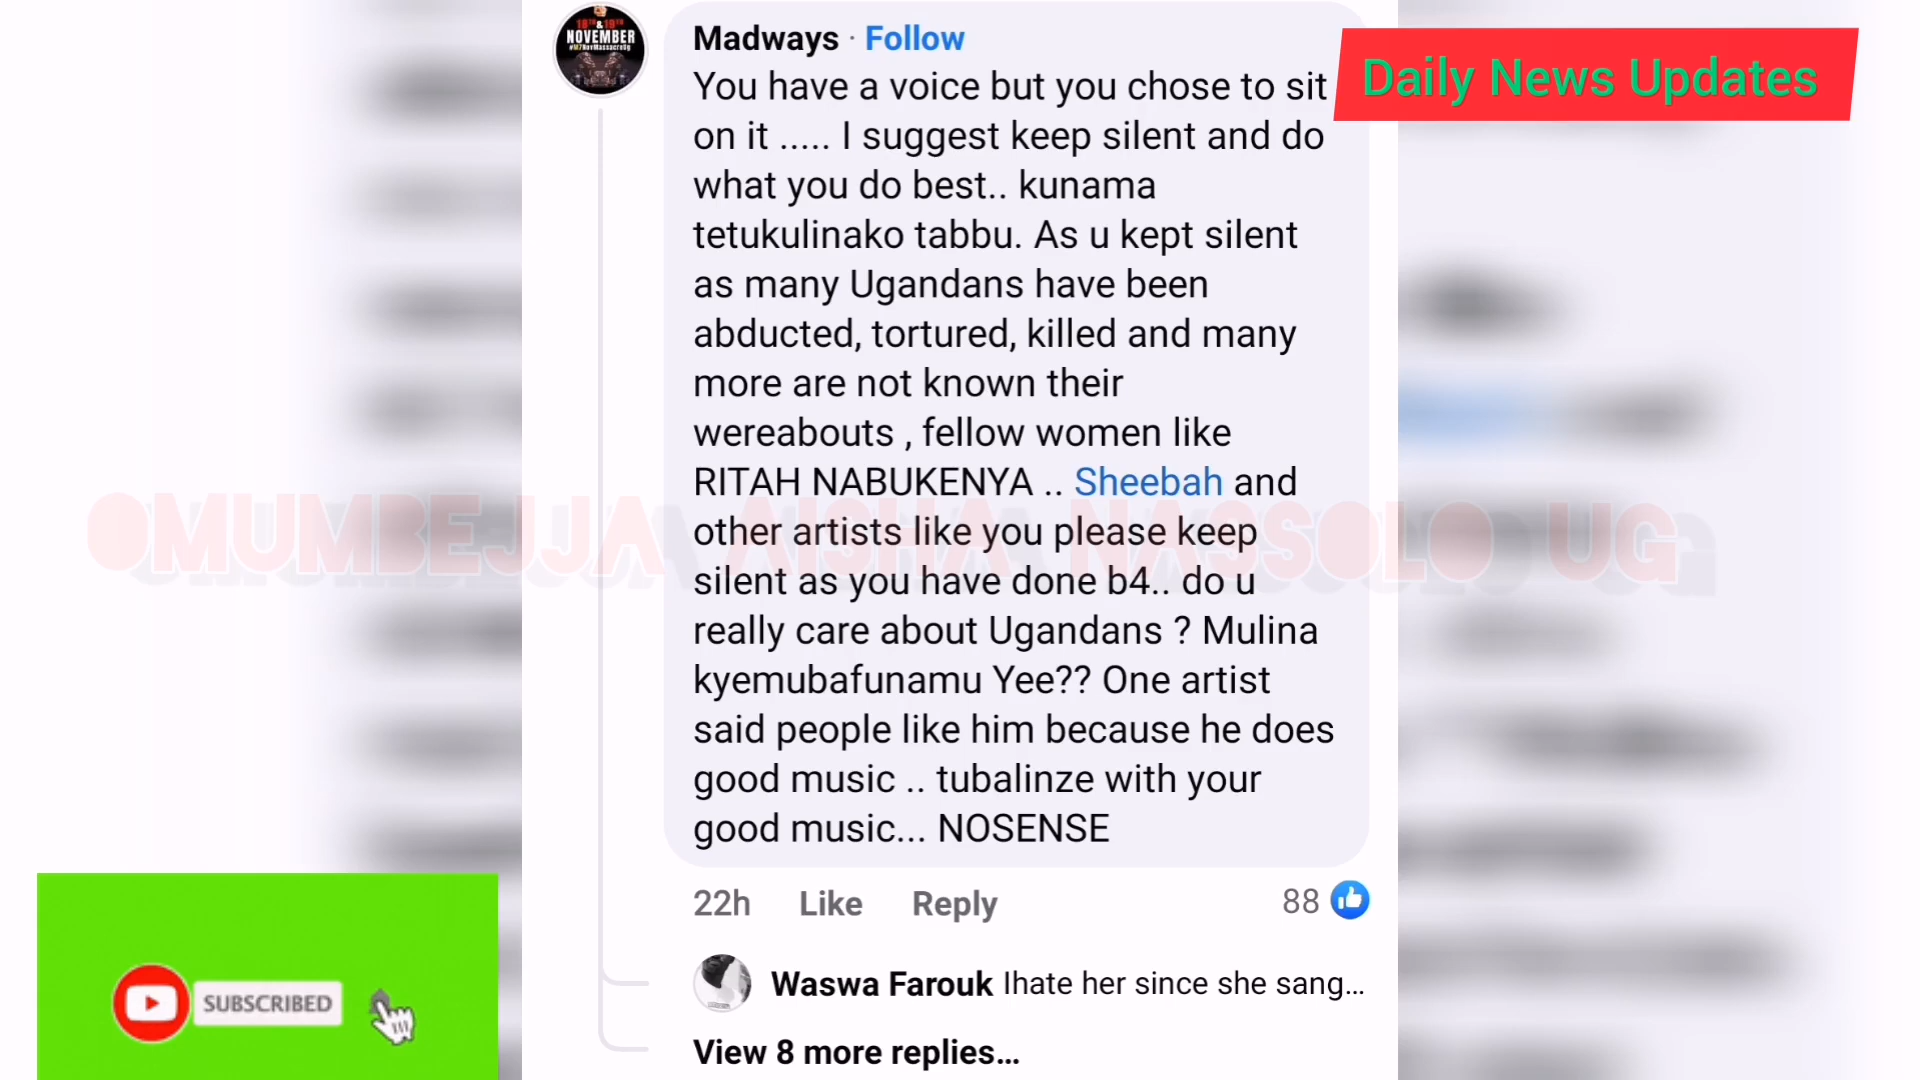 18TH & 19TH
NOVEMBER
#M7NovMassacreUg
Madways · Follow
Daily News Updates
You have a voice but you chose to sit
on it ..... I suggest keep silent and do
what you do best.. kunama
tetukulinako tabbu. As u kept silent
as many Ugandans have been
abducted, tortured, killed and many
more are not known their
wereabouts , fellow women like
RITAH NABUKENYA .. Sheebah and
OMUMBEJJA AISHA NASSOLO UG
other artists like you please keep
silent as you have done b4.. do u
really care about Ugandans ? Mulina
kyemubafunamu Yee?? One artist
said people like him because he does
good music .. tubalinze with your
good music... NOSENSE
22h Like Reply 88
Waswa Farouk Ihate her since she sang...
SUBSCRIBED
View 8 more replies...